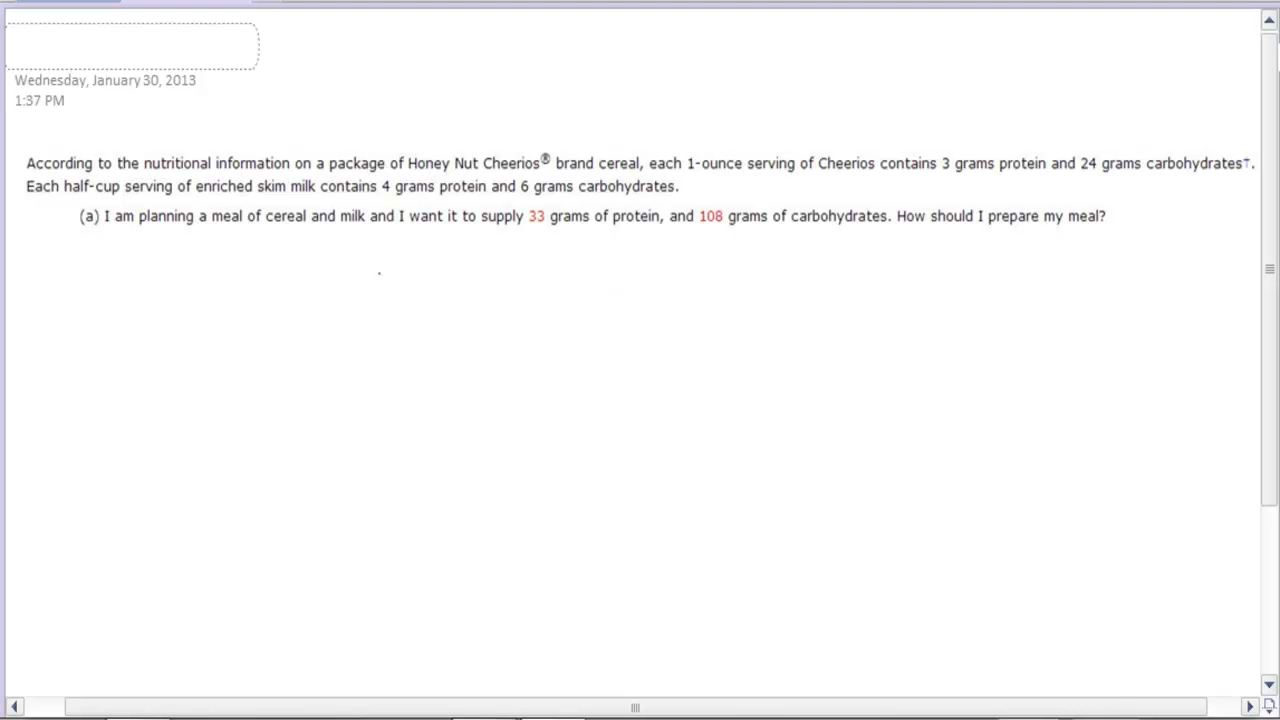 Wednesday, January 30, 2013
1:37 PM
According to the nutritional information on a package of Honey Nut Cheerios® brand cereal, each 1-ounce serving of Cheerios contains 3 grams protein and 24 grams carbohydrates†.
Each half-cup serving of enriched skim milk contains 4 grams protein and 6 grams carbohydrates.
(a) I am planning a meal of cereal and milk and I want it to supply 33 grams of protein, and 108 grams of carbohydrates. How should I prepare my meal?